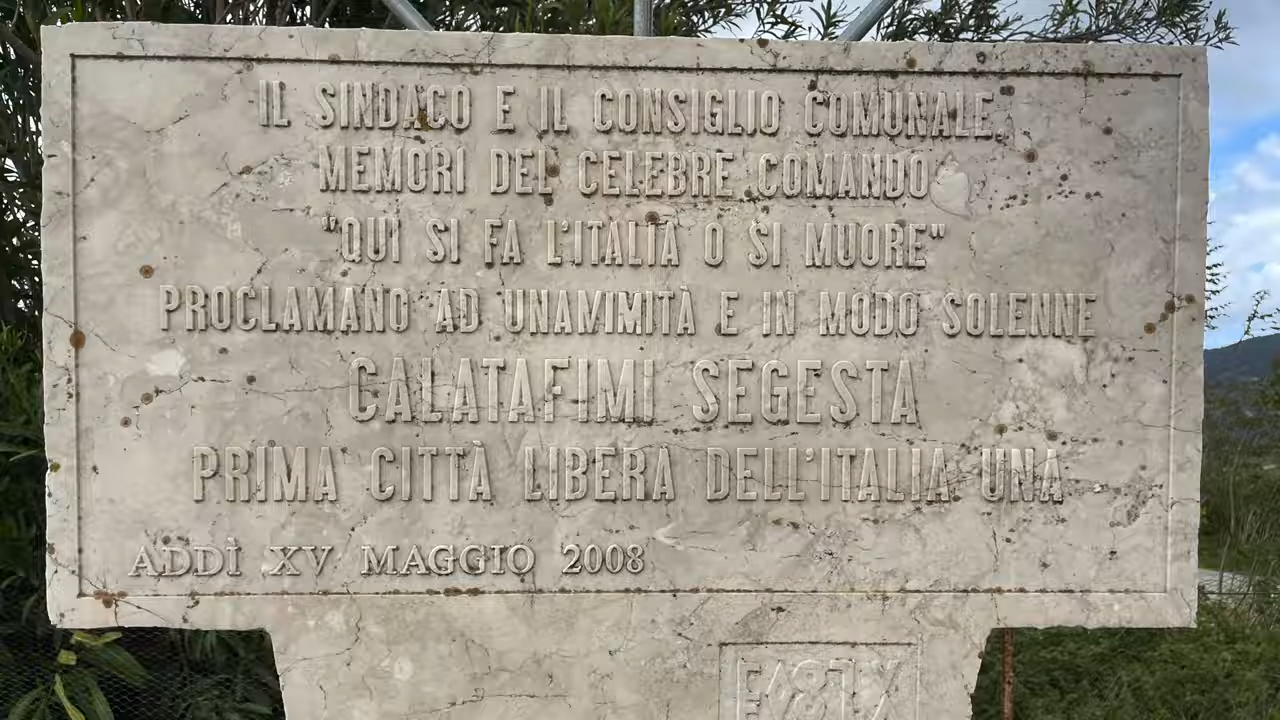 IL SINDACO E IL CONSIGLIO COMUNALE,
MEMORI DEL CELEBRE COMANDO
"QUI SI FA L'ITALIA O SI MUORE"
PROCLAMANO AD UNAVIMITÀ E IN MODO SOLENNE
CALATAFIMI SEGESTA
PRIMA CITTÀ LIBERA DELL'ITALIA UNA
ADDÌ XV MAGGIO 2008